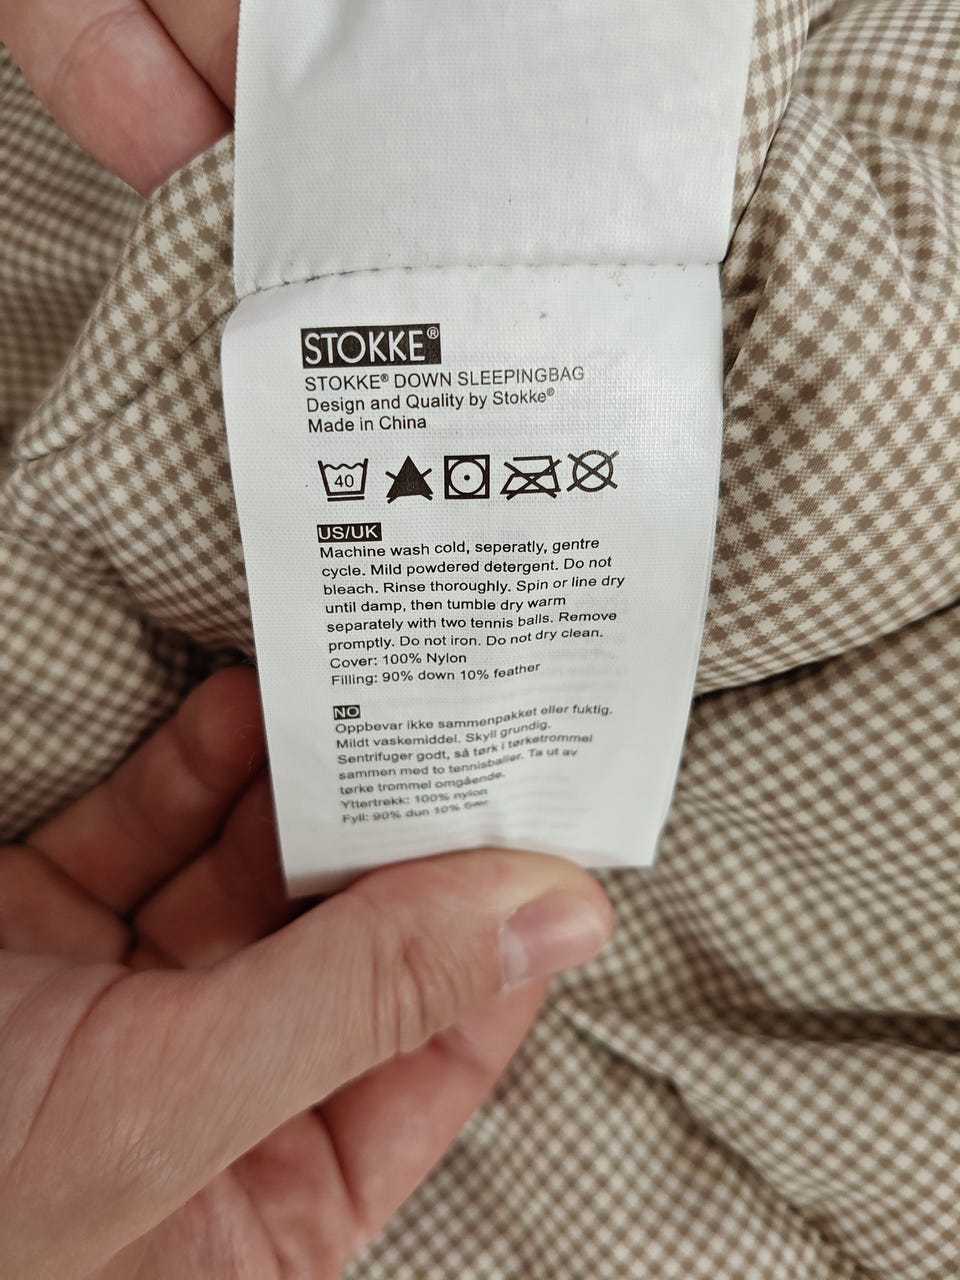 STOKKE®
STOKKE® DOWN SLEEPINGBAG
Design and Quality by Stokke®
Made in China
40
US/UK
Machine wash cold, seperatly, gentre
cycle. Mild powdered detergent. Do not
bleach. Rinse thoroughly. Spin or line dry
until damp, then tumble dry warm
separately with two tennis balls. Remove
promptly. Do not iron. Do not dry clean.
Cover: 100% Nylon
Filling: 90% down 10% feather
NO
Oppbevar ikke sammenpakket eller fuktig.
Mildt vaskemiddel. Skyll grundig.
Sentrifuger godt, så tørk i tørketrommel
sammen med to tennisballer. Ta ut av
tørke trommel omgående.
Yttertrekk: 100% nylon
Fyll: 90% dun 10%